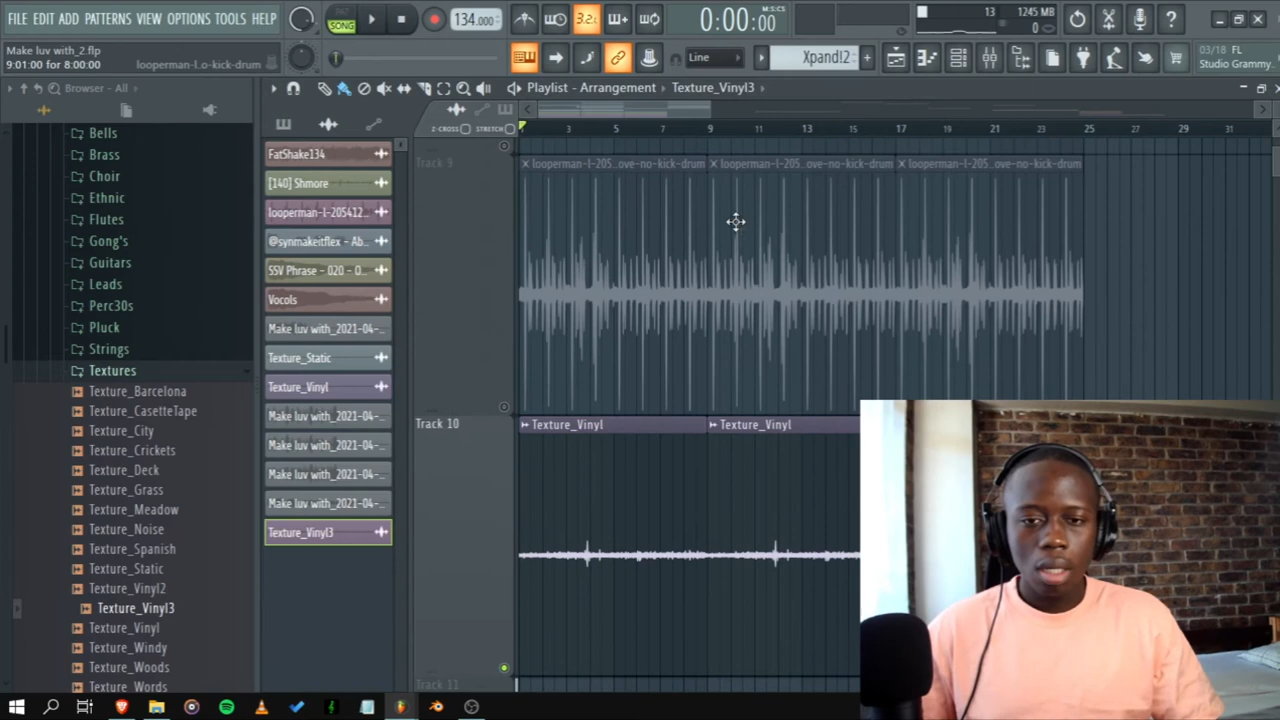 FILE EDIT ADD PATTERNS VIEW OPTIONS TOOLS HELP
PAT
SONG
134.000
3.2.
0:00:00
M:S:CS
13
1245 MB
0
Make luv with_2.flp
9:01:00 for 8:00:00
looperman-l..o-kick-drum
Line
Xpand!2
03/18 FL
Studio Grammy..
Browser - All
Playlist - Arrangement
Texture_Vinyl3
Z-CROSS
STRETCH
3
5
7
9
11
13
15
17
19
21
23
25
27
29
31
Bells
Brass
Choir
Ethnic
Flutes
Gong's
Guitars
Leads
Perc30s
Pluck
Strings
Textures
Texture_Barcelona
Texture_CasetteTape
Texture_City
Texture_Crickets
Texture_Deck
Texture_Grass
Texture_Meadow
Texture_Noise
Texture_Spanish
Texture_Static
Texture_Vinyl2
Texture_Vinyl3
Texture_Vinyl
Texture_Windy
Texture_Woods
Texture_Words
FatShake134
[140] Shmore
looperman-l-205412..
@synmakeitflex - Ab..
SSV Phrase - 020 - 0..
Vocols
Make luv with_2021-04-..
Texture_Static
Texture_Vinyl
Make luv with_2021-04-..
Make luv with_2021-04-..
Make luv with_2021-04-..
Make luv with_2021-04-..
Texture_Vinyl3
Track 9
looperman-l-205...ove-no-kick-drum
looperman-l-205...ove-no-kick-drum
looperman-l-205...ove-no-kick-drum
Track 10
Texture_Vinyl
Texture_Vinyl
Track 11